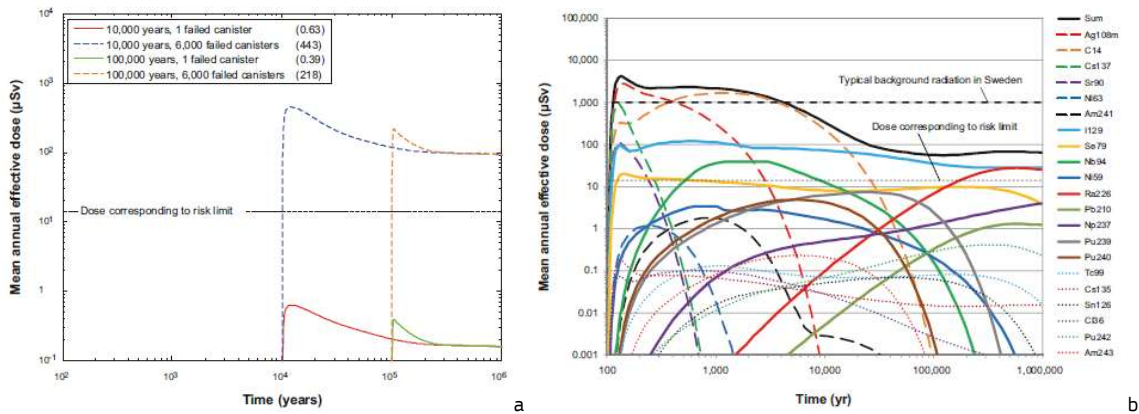 Mean annual effective dose (µSv)
10⁴
10³
10²
10¹
1
10⁻¹
10,000 years, 1 failed canister (0.63)
10,000 years, 6,000 failed canisters (443)
100,000 years, 1 failed canister (0.39)
100,000 years, 6,000 failed canisters (218)
Dose corresponding to risk limit
10² 10³ 10⁴ 10⁵ 10⁶
Time (years)
a
Mean annual effective dose (µSv)
100,000
10,000
1,000
100
10
1
0.1
0.01
0.001
Typical background radiation in Sweden
Dose corresponding to risk limit
100 1,000 10,000 100,000 1,000,000
Time (yr)
Sum
Ag108m
C14
Cs137
Sr90
Ni63
Am241
I129
Se79
Nb94
Ni59
Ra226
Pb210
Np237
Pu239
Pu240
Tc99
Cs135
Sn126
Cl36
Pu242
Am243
b